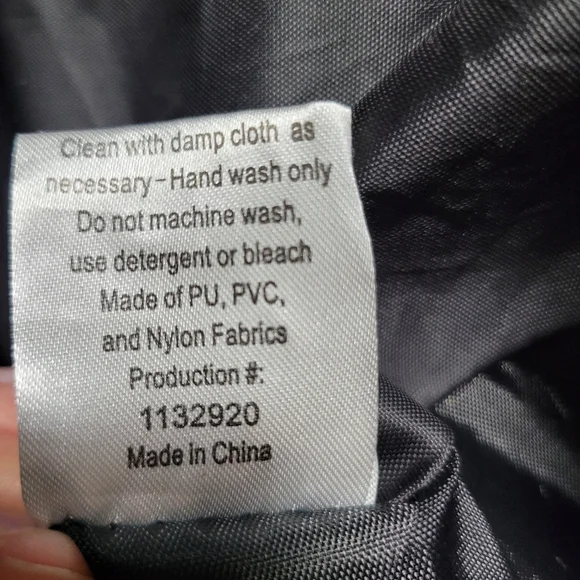 Clean with damp cloth as
necessary-Hand wash only
Do not machine wash,
use detergent or bleach
Made of PU, PVC,
and Nylon Fabrics
Production #:
1132920
Made in China